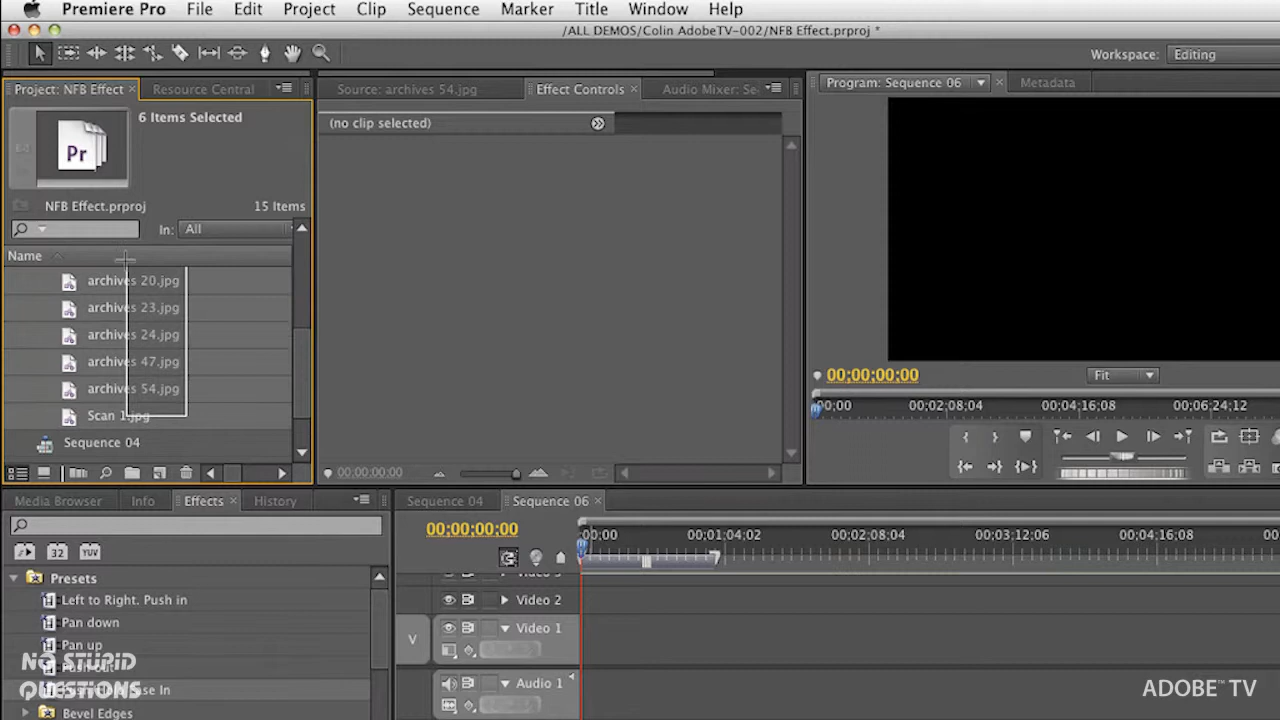 Premiere Pro File Edit Project Clip Sequence Marker Title Window Help
/ALL DEMOS/Colin AdobeTV-002/NFB Effect.prproj *
Workspace: Editing
Project: NFB Effect × Resource Central
Source: archives 54.jpg Effect Controls × Audio Mixer: Se
Program: Sequence 06 × Metadata
6 Items Selected
(no clip selected)
Pr
NFB Effect.prproj 15 Items
In: All
Name
archives 20.jpg
archives 23.jpg
archives 24.jpg
archives 47.jpg
archives 54.jpg
Scan 1.jpg
Sequence 04
00;00;00;00
00;00;00;00 Fit
00;00 00;02;08;04 00;04;16;08 00;06;24;12
Media Browser Info Effects × History
Sequence 04 Sequence 06 ×
00;00;00;00
00;00 00;01;04;02 00;02;08;04 00;03;12;06 00;04;16;08
32 YUV
Presets
Left to Right. Push in
Pan down
Pan up
Bevel Edges
Video 2
V Video 1
Audio 1
NO STUPID
QUESTIONS
ADOBE™ TV